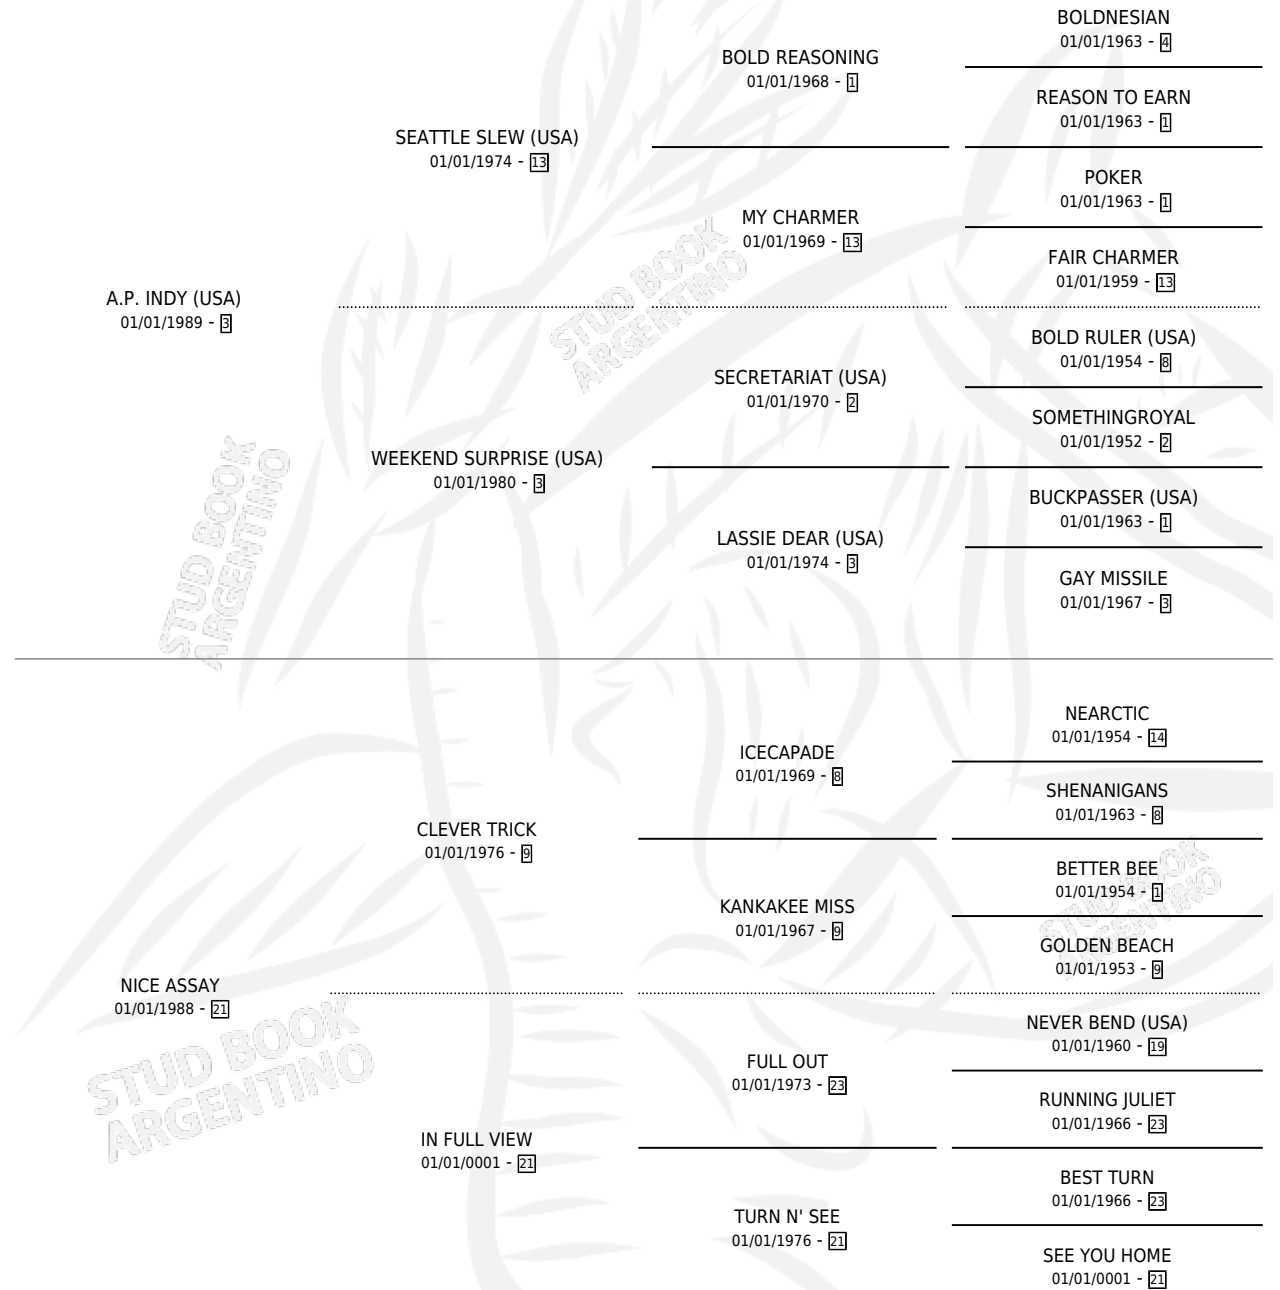 BOLDNESIAN
01/01/1963 - 4
BOLD REASONING
01/01/1968 - 1
REASON TO EARN
01/01/1963 - 1
SEATTLE SLEW (USA)
01/01/1974 - 13
POKER
01/01/1963 - 1
MY CHARMER
01/01/1969 - 13
FAIR CHARMER
01/01/1959 - 13
A.P. INDY (USA)
01/01/1989 - 3
STUD BOOK
ARGENTINO
BOLD RULER (USA)
01/01/1954 - 8
SECRETARIAT (USA)
01/01/1970 - 2
SOMETHINGROYAL
01/01/1952 - 2
WEEKEND SURPRISE (USA)
01/01/1980 - 3
BUCKPASSER (USA)
01/01/1963 - 1
LASSIE DEAR (USA)
01/01/1974 - 3
GAY MISSILE
01/01/1967 - 3
STUD BOOK
ARGENTINO
NEARCTIC
01/01/1954 - 14
ICECAPADE
01/01/1969 - 8
SHENANIGANS
01/01/1963 - 8
CLEVER TRICK
01/01/1976 - 9
BETTER BEE
01/01/1954 - 1
KANKAKEE MISS
01/01/1967 - 9
STUD BOOK
ARGENTINO
GOLDEN BEACH
01/01/1953 - 9
NICE ASSAY
01/01/1988 - 21
STUD BOOK
ARGENTINO
NEVER BEND (USA)
01/01/1960 - 19
FULL OUT
01/01/1973 - 23
RUNNING JULIET
01/01/1966 - 23
IN FULL VIEW
01/01/0001 - 21
BEST TURN
01/01/1966 - 23
TURN N' SEE
01/01/1976 - 21
SEE YOU HOME
01/01/0001 - 21